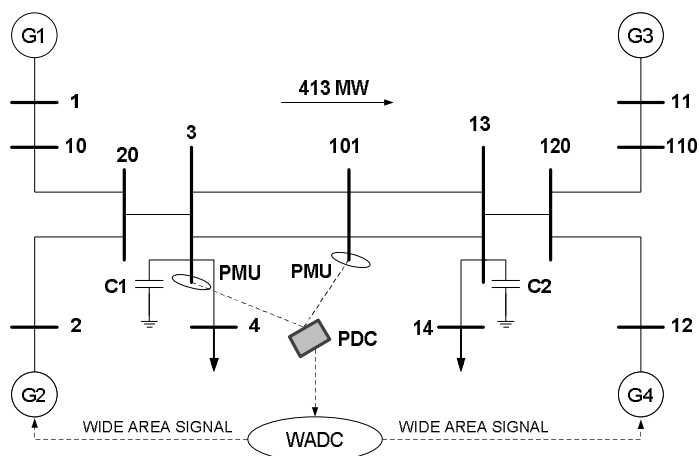 G1
G3
413 MW
1
11
10
3
101
13
110
20
120
PMU
PMU
C1
C2
2
4
14
12
PDC
G2
G4
WIDE AREA SIGNAL
WADC
WIDE AREA SIGNAL